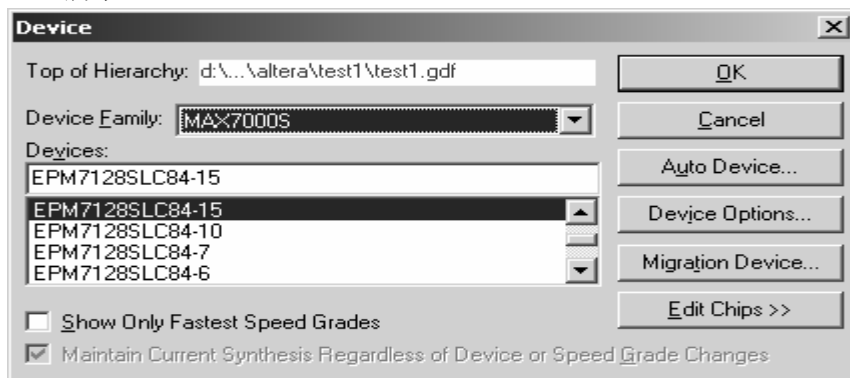 Device
Top of Hierarchy: d:\...\altera\test1\test1.gdf
OK
Device Family: MAX7000S
Cancel
Devices:
EPM7128SLC84-15
Auto Device...
EPM7128SLC84-15
EPM7128SLC84-10
EPM7128SLC84-7
EPM7128SLC84-6
Device Options...
Migration Device...
Edit Chips >>
Show Only Fastest Speed Grades
Maintain Current Synthesis Regardless of Device or Speed Grade Changes